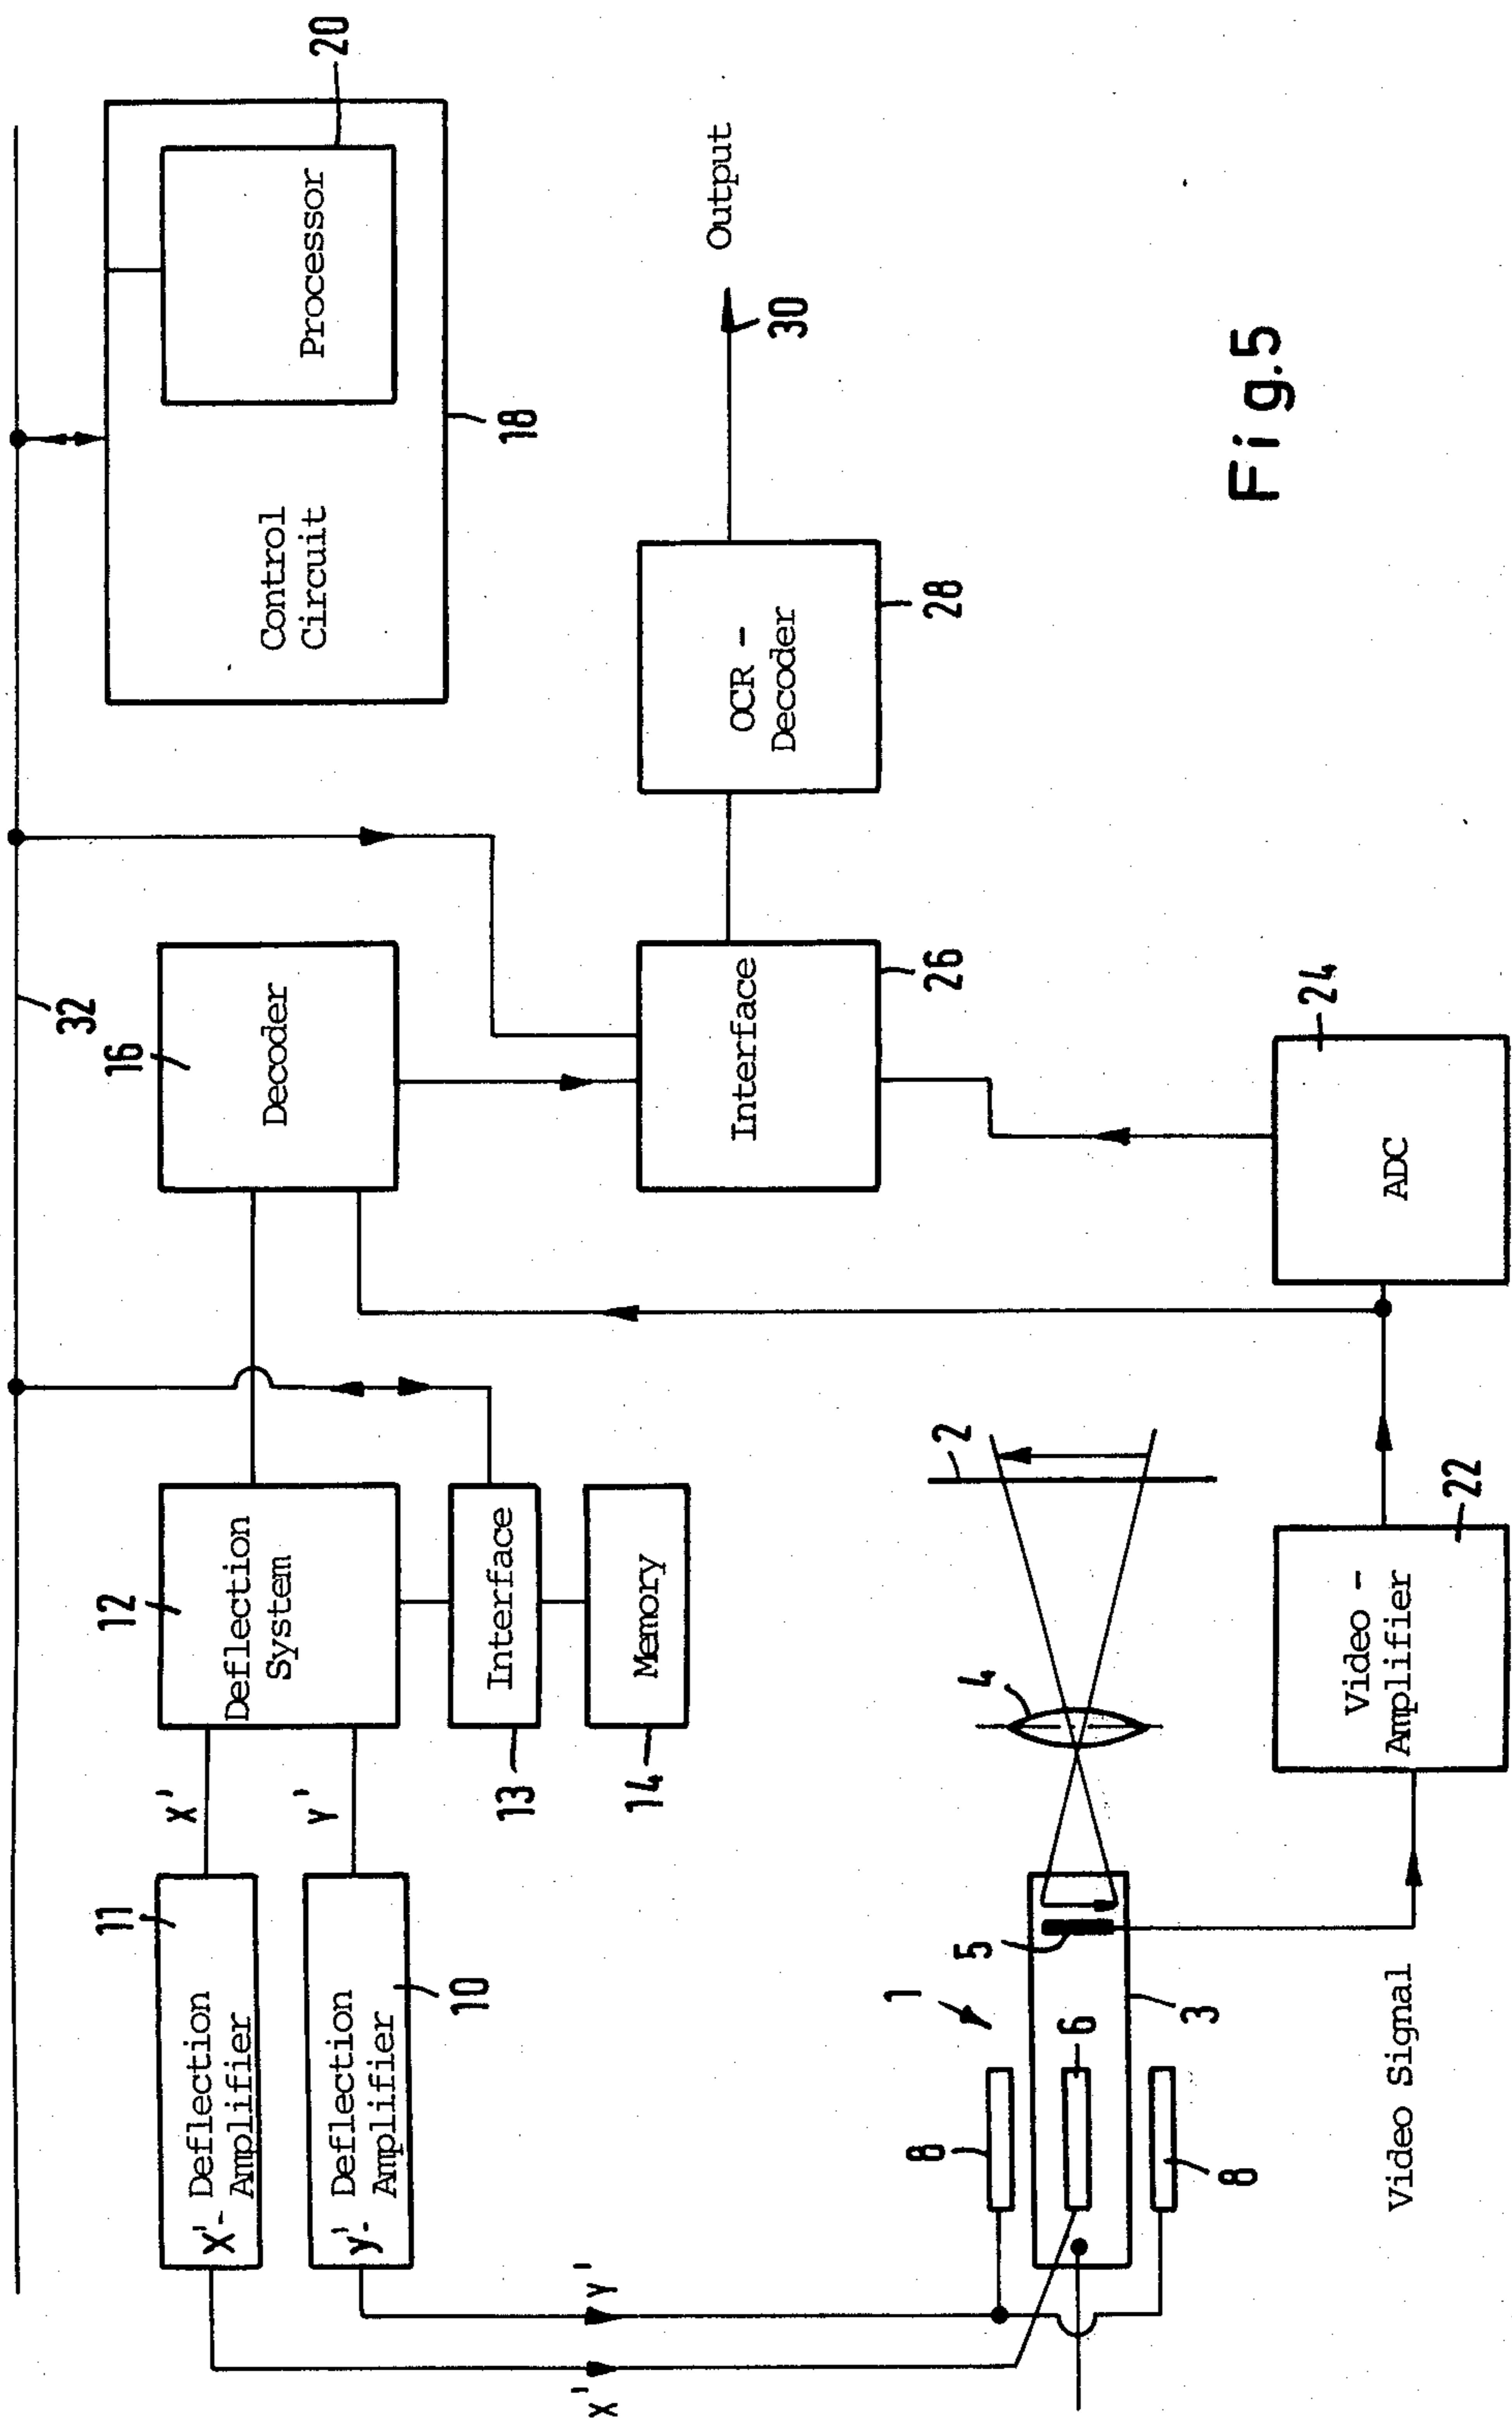 32
20
Processor
Control
Circuit
18
16
Decoder
12
Deflection
System
x'
y'
11
x'- Deflection
Amplifier
y'- Deflection
Amplifier
10
Interface
13
Memory
14
Interface
26
OCR -
Decoder
28
Output
30
x'
y'
1
2
3
4
5
6
8
8
Video Signal
Video -
Amplifier
22
ADC
24
Fig.5